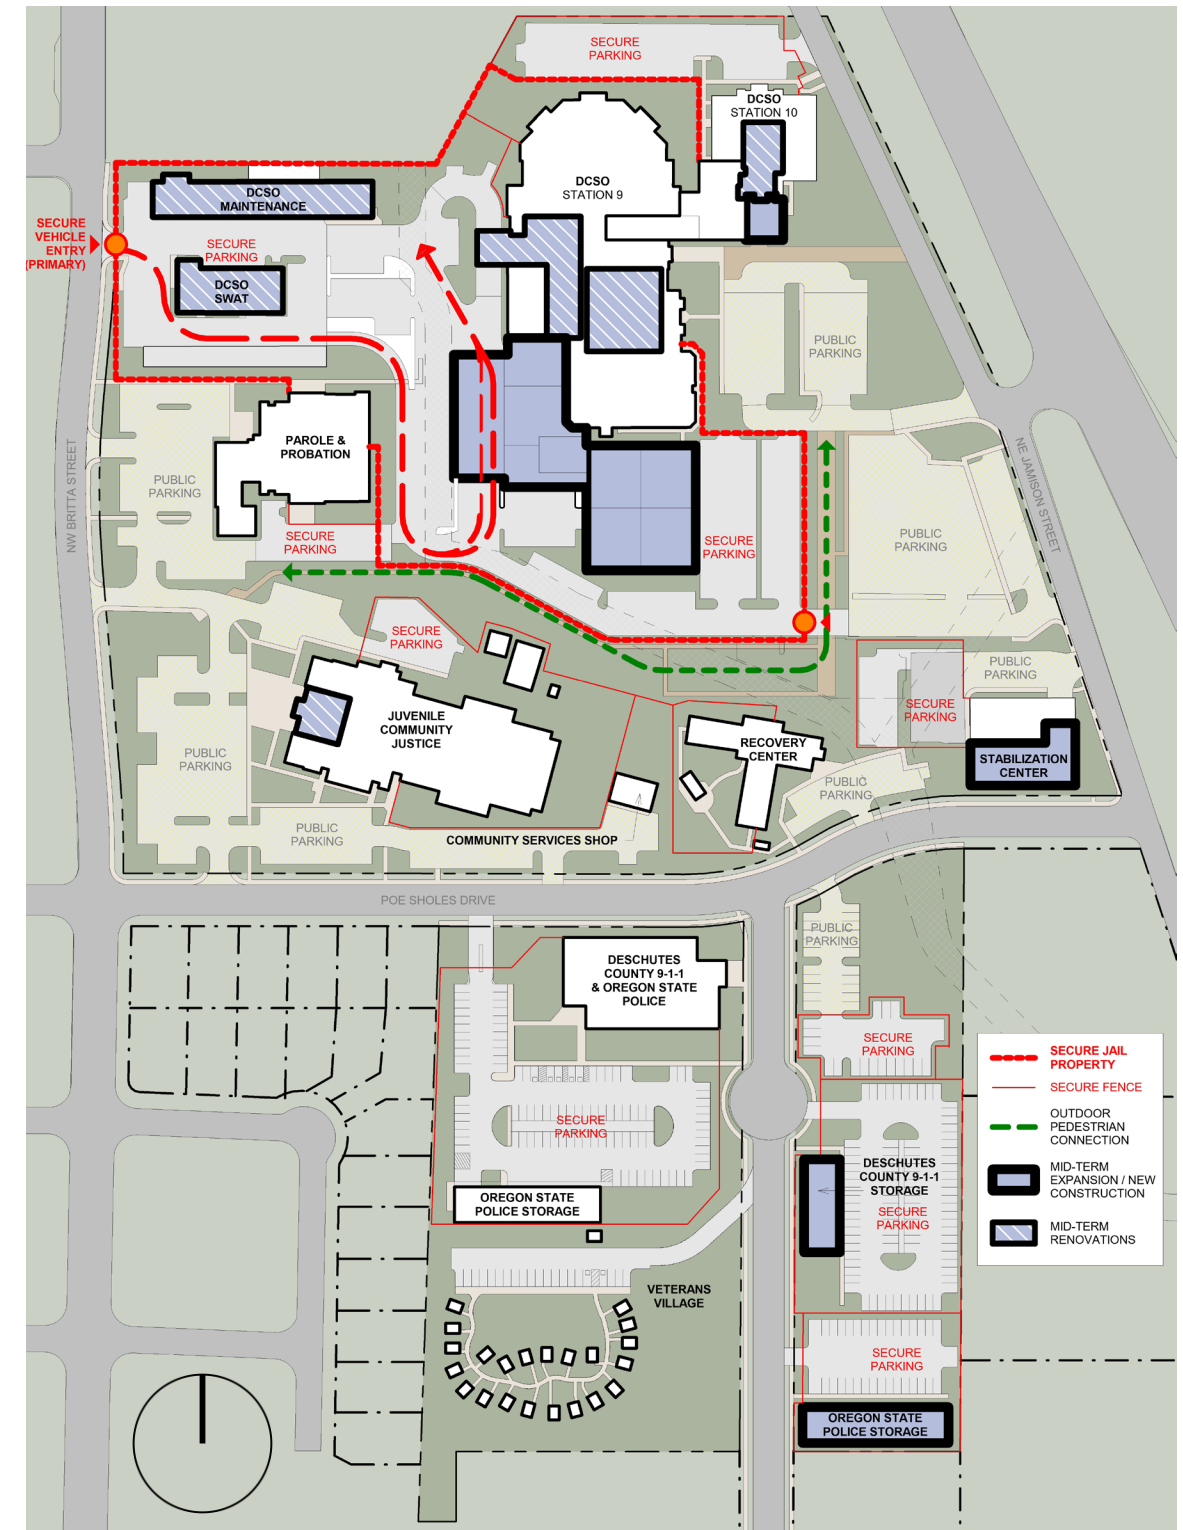 SECURE
PARKING
DCSO
STATION 10
DCSO
STATION 9
DCSO
MAINTENANCE
SECURE
VEHICLE
ENTRY
(PRIMARY)
SECURE
PARKING
DCSO
SWAT
PUBLIC
PARKING
PAROLE &
PROBATION
NE JAMISON STREET
NW BRITTA STREET
PUBLIC
PARKING
SECURE
PARKING
SECURE
PARKING
PUBLIC
PARKING
SECURE
PARKING
PUBLIC
PARKING
SECURE
PARKING
JUVENILE
COMMUNITY
JUSTICE
RECOVERY
CENTER
STABILIZATION
CENTER
PUBLIC
PARKING
PUBLIC
PARKING
PUBLIC
PARKING
COMMUNITY SERVICES SHOP
POE SHOLES DRIVE
PUBLIC
PARKING
DESCHUTES
COUNTY 9-1-1
& OREGON STATE
POLICE
SECURE
PARKING
SECURE JAIL
PROPERTY
SECURE FENCE
OUTDOOR
PEDESTRIAN
CONNECTION
MID-TERM
EXPANSION / NEW
CONSTRUCTION
MID-TERM
RENOVATIONS
SECURE
PARKING
DESCHUTES
COUNTY 9-1-1
STORAGE
SECURE
PARKING
OREGON STATE
POLICE STORAGE
VETERANS
VILLAGE
SECURE
PARKING
OREGON STATE
POLICE STORAGE